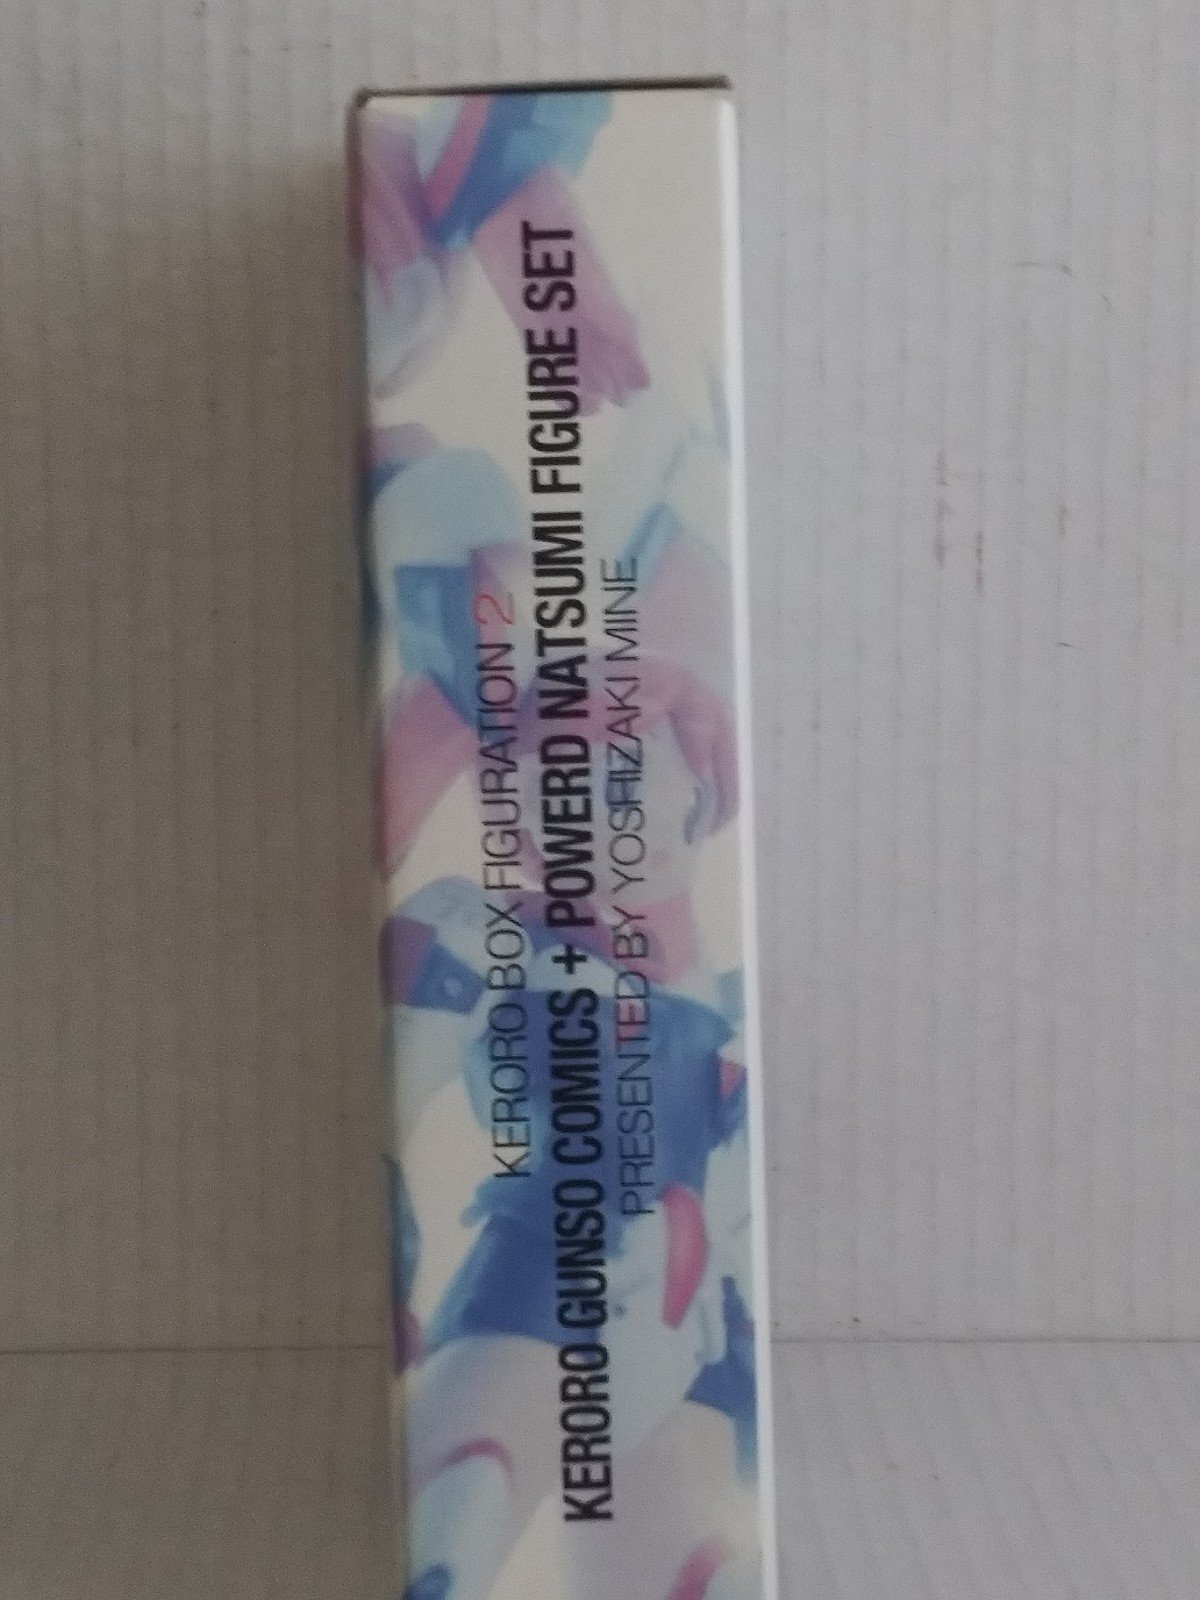 KERORO BOX FIGURATION 2
KERORO GUNSO COMICS + POWERD NATSUMI FIGURE SET
PRESENTED BY YOSHIZAKI MINE